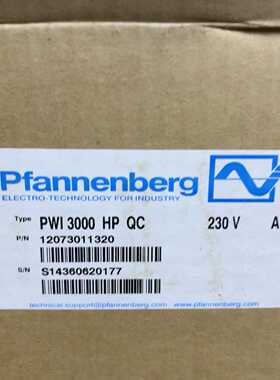 Pfannenberg
ELECTRO-TECHNOLOGY FOR INDUSTRY
Type PWI 3000 HP QC 230 V A
P/N 12073011320
S/N S14360620177
technical.support@pfannenberg.com http://www.pfannenberg